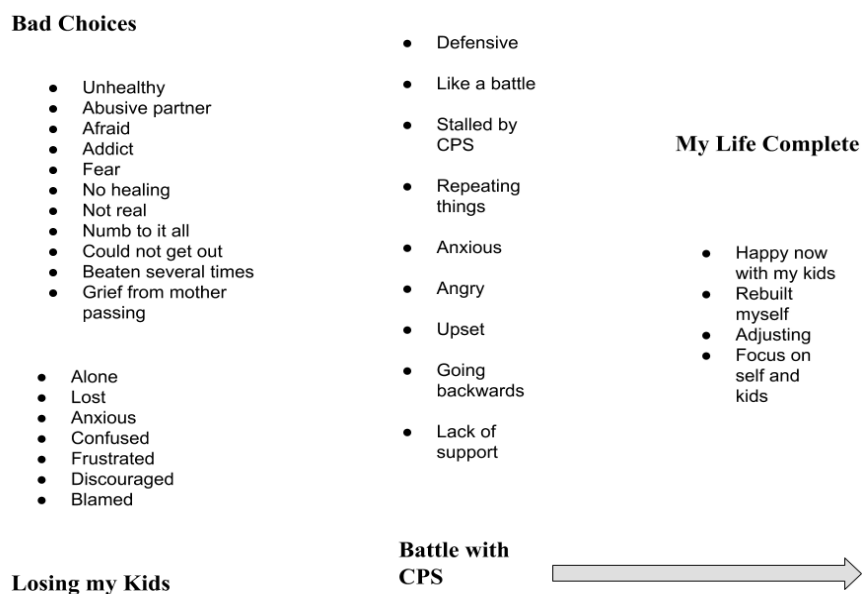 Bad Choices
● Unhealthy
● Abusive partner
● Afraid
● Addict
● Fear
● No healing
● Not real
● Numb to it all
● Could not get out
● Beaten several times
● Grief from mother
passing
● Alone
● Lost
● Anxious
● Confused
● Frustrated
● Discouraged
● Blamed
Losing my Kids
● Defensive
● Like a battle
● Stalled by
CPS
● Repeating
things
● Anxious
● Angry
● Upset
● Going
backwards
● Lack of
support
Battle with
CPS
My Life Complete
● Happy now
with my kids
● Rebuilt
myself
● Adjusting
● Focus on
self and
kids